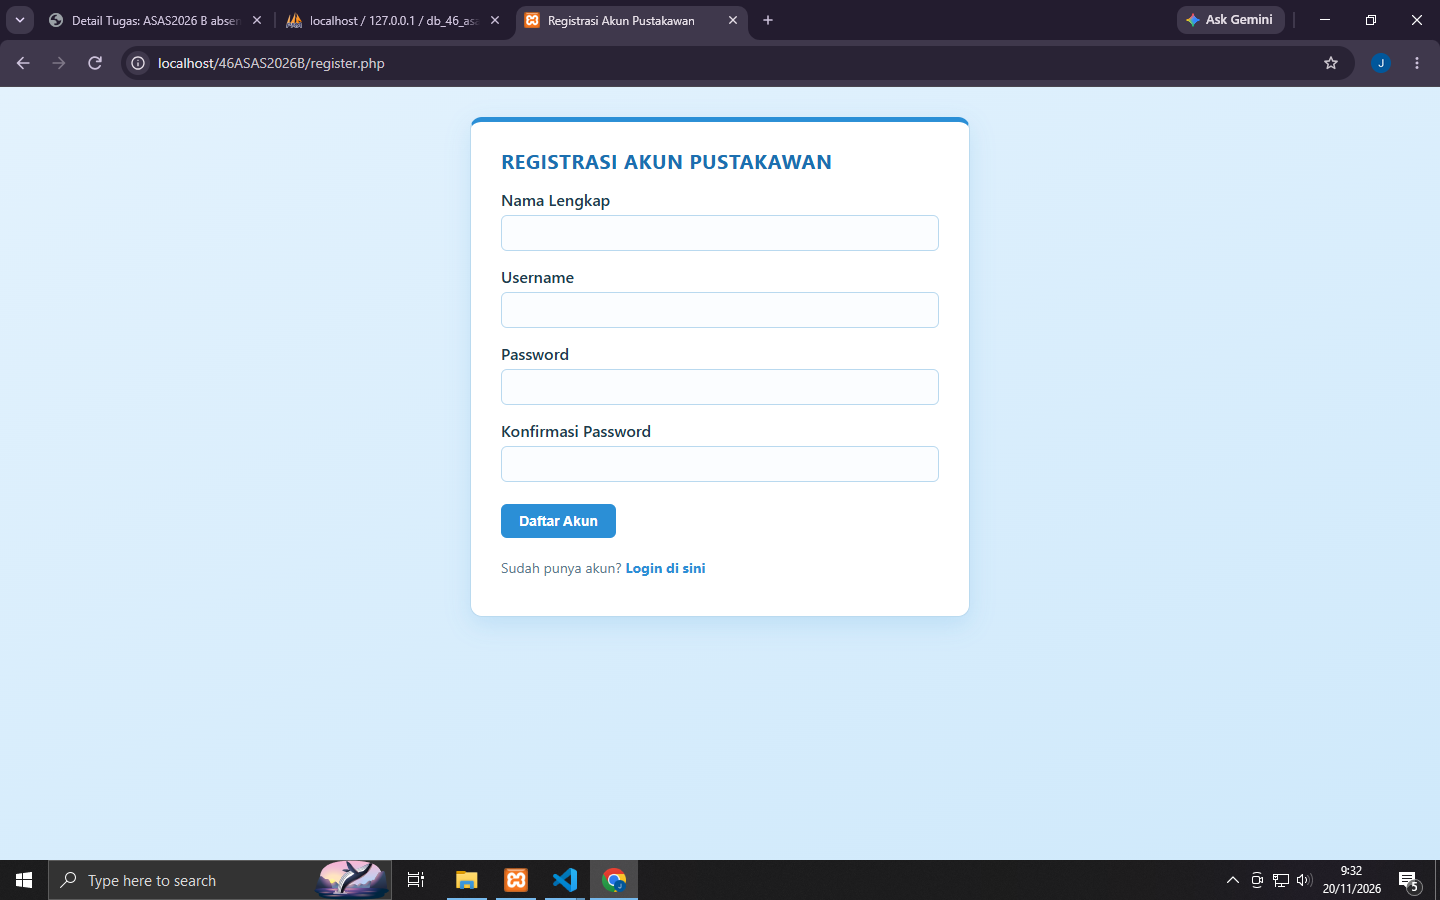 Detail Tugas: ASAS2026 B absen
localhost / 127.0.0.1 / db_46_asa
Registrasi Akun Pustakawan
Ask Gemini
localhost/46ASAS2026B/register.php
J
REGISTRASI AKUN PUSTAKAWAN
Nama Lengkap
Username
Password
Konfirmasi Password
Daftar Akun
Sudah punya akun? Login di sini
Type here to search
9:32
20/11/2026
5